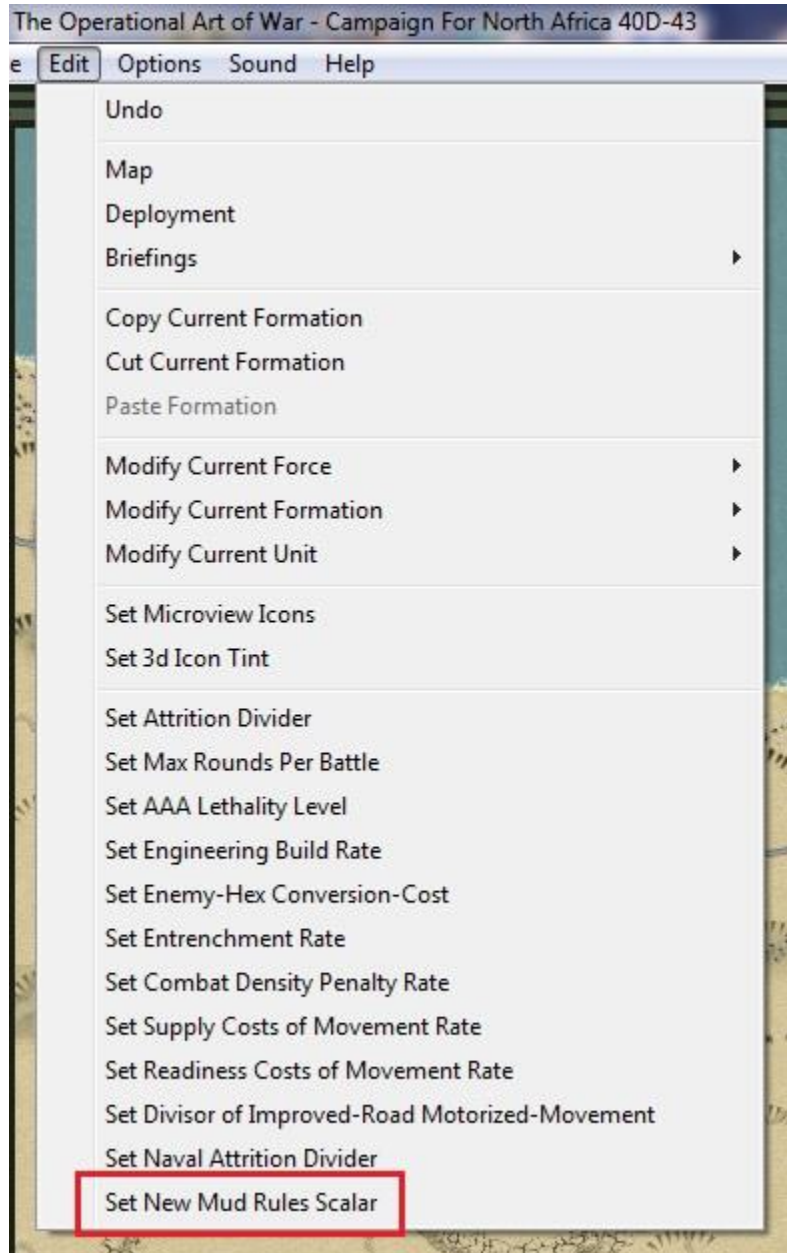 The Operational Art of War - Campaign For North Africa 40D-43
e Edit Options Sound Help
Undo
Map
Deployment
Briefings
Copy Current Formation
Cut Current Formation
Paste Formation
Modify Current Force
Modify Current Formation
Modify Current Unit
Set Microview Icons
Set 3d Icon Tint
Set Attrition Divider
Set Max Rounds Per Battle
Set AAA Lethality Level
Set Engineering Build Rate
Set Enemy-Hex Conversion-Cost
Set Entrenchment Rate
Set Combat Density Penalty Rate
Set Supply Costs of Movement Rate
Set Readiness Costs of Movement Rate
Set Divisor of Improved-Road Motorized-Movement
Set Naval Attrition Divider
Set New Mud Rules Scalar